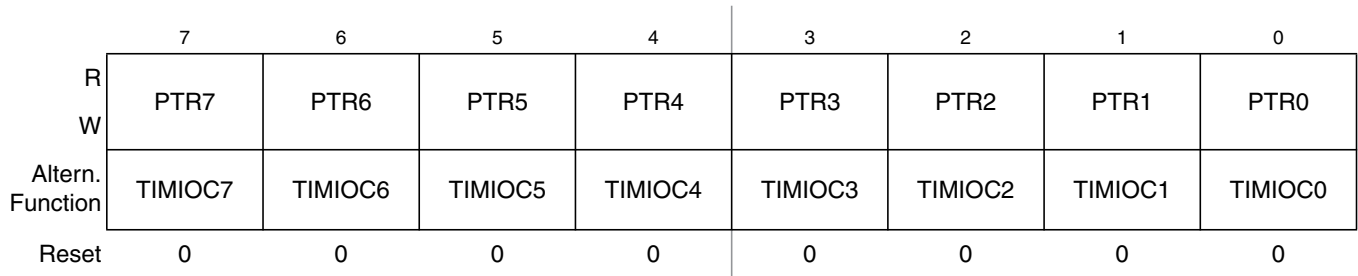 7 6 5 4 3 2 1 0
R
W
PTR7 PTR6 PTR5 PTR4 PTR3 PTR2 PTR1 PTR0
Altern.
Function
TIMIOC7 TIMIOC6 TIMIOC5 TIMIOC4 TIMIOC3 TIMIOC2 TIMIOC1 TIMIOC0
Reset 0 0 0 0 0 0 0 0